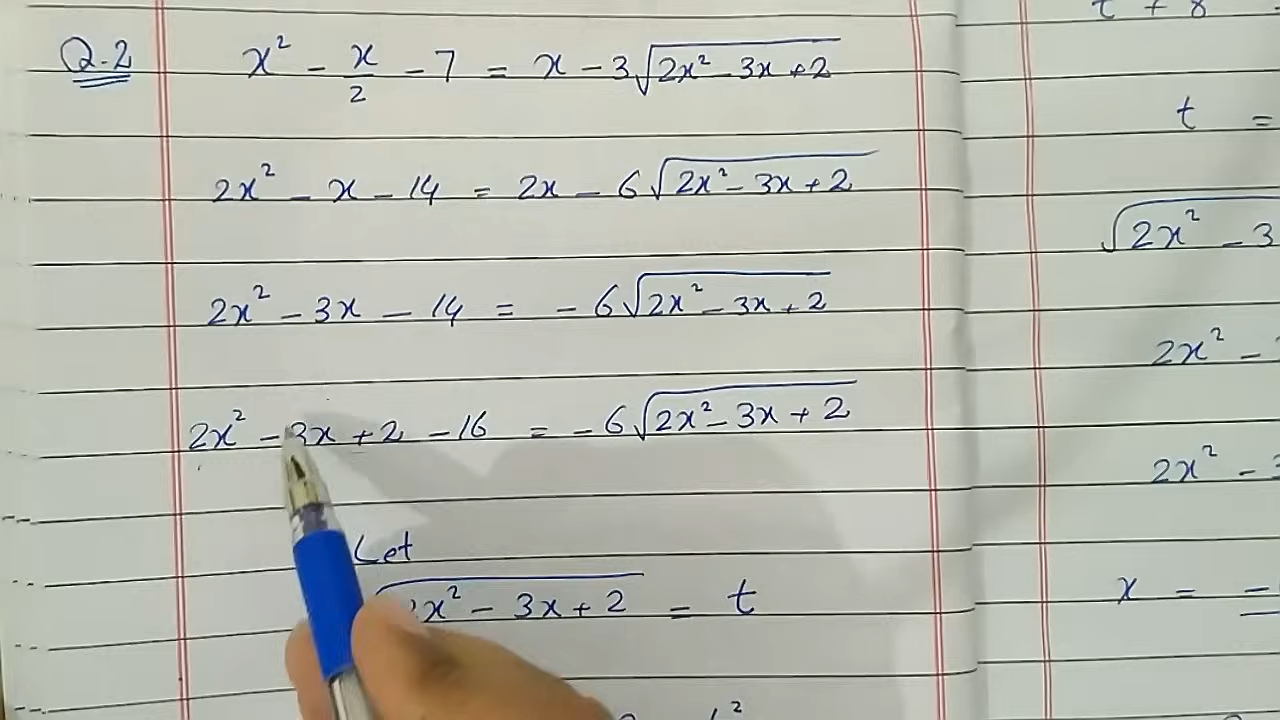 Q.2 x² - x/2 - 7 = x - 3√(2x² - 3x + 2)
2x² - x - 14 = 2x - 6√(2x² - 3x + 2)
2x² - 3x - 14 = - 6√(2x² - 3x + 2)
2x² - 3x + 2 - 16 = - 6√(2x² - 3x + 2)
Let
x² - 3x + 2 = t
t + 8
t =
√2x² - 3
2x² -
2x² - 3
x = -